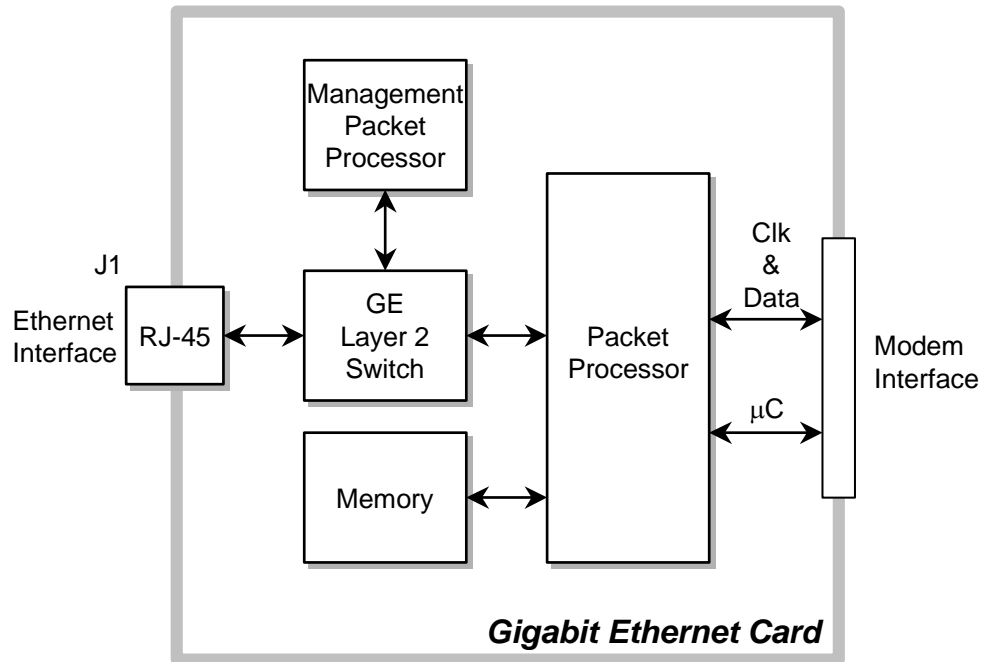 Management
Packet
Processor
J1
Ethernet
Interface
RJ-45
GE
Layer 2
Switch
Memory
Packet
Processor
Clk
&
Data
μC
Modem
Interface
Gigabit Ethernet Card